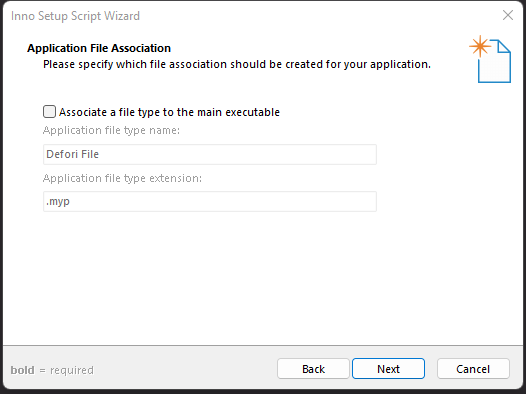 Inno Setup Script Wizard
Application File Association
Please specify which file association should be created for your application.
Associate a file type to the main executable
Application file type name:
Defori File
Application file type extension:
.myp
bold = required
Back
Next
Cancel